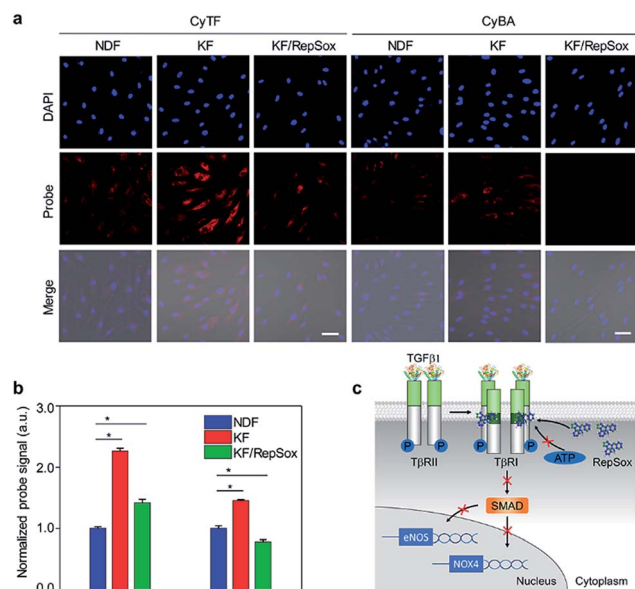 a
CyTF
CyBA
NDF
KF
KF/RepSox
NDF
KF
KF/RepSox
DAPI
Probe
Merge
b
Normalized probe signal (a.u.)
3.0
2.0
1.0
0.0
NDF
KF
KF/RepSox
*
*
*
*
c
TGFβ1
P
P
P
P
TβRII
TβRI
ATP
RepSox
SMAD
eNOS
NOX4
Nucleus
Cytoplasm